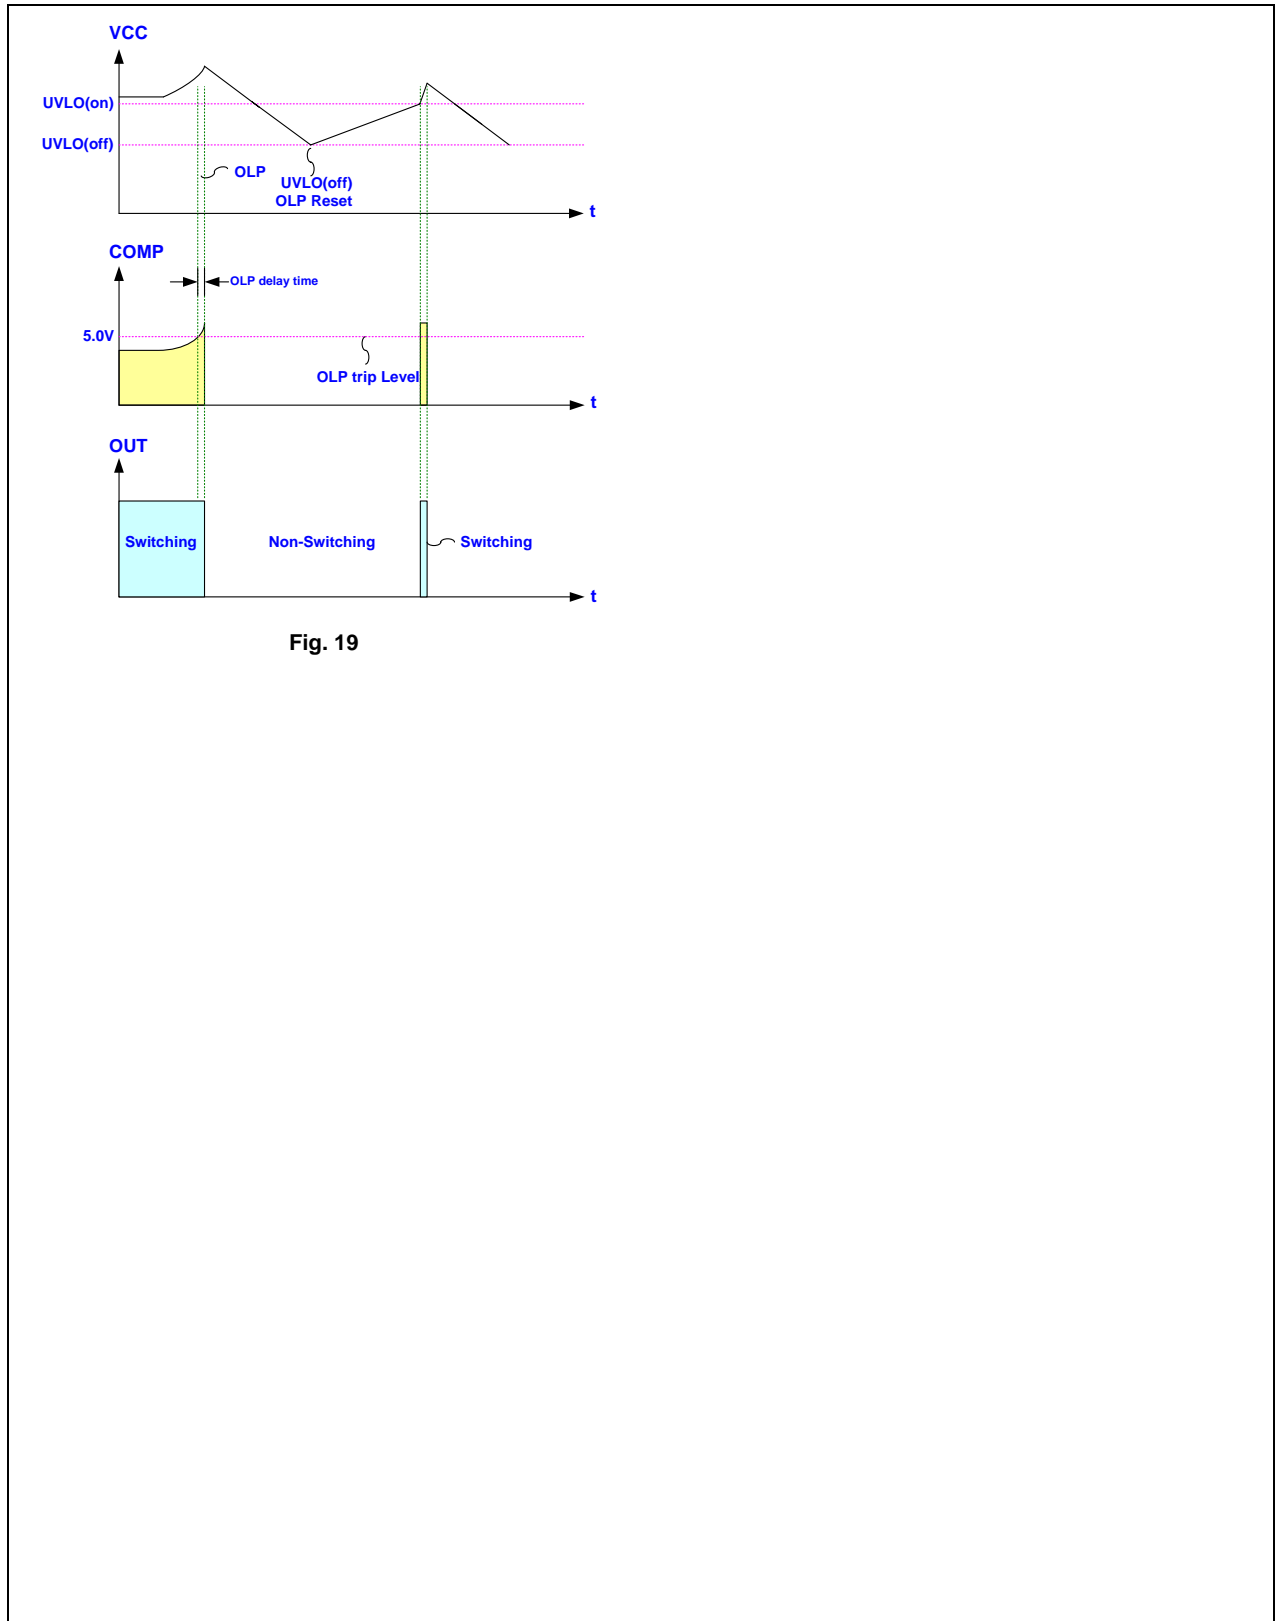 VCC
UVLO(on)
UVLO(off)
OLP
UVLO(off)
OLP Reset
t
COMP
OLP delay time
5.0V
OLP trip Level
t
OUT
Switching
Non-Switching
Switching
t
Fig. 19